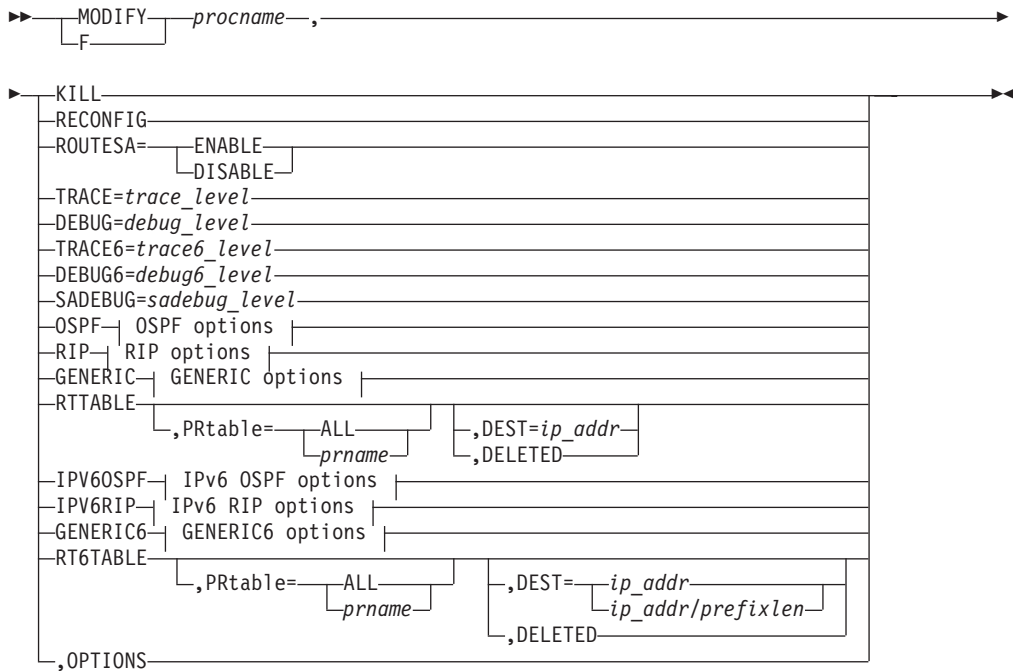 MODIFY procname ,
F
KILL
RECONFIG
ROUTESA= ENABLE
DISABLE
TRACE=trace_level
DEBUG=debug_level
TRACE6=trace6_level
DEBUG6=debug6_level
SADEBUG=sadebug_level
OSPF OSPF options
RIP RIP options
GENERIC GENERIC options
RTTABLE
,PRtable= ALL ,DEST=ip_addr
prname ,DELETED
IPV6OSPF IPv6 OSPF options
IPV6RIP IPv6 RIP options
GENERIC6 GENERIC6 options
RT6TABLE
,PRtable= ALL ,DEST= ip_addr
prname ip_addr/prefixlen
,DELETED
,OPTIONS